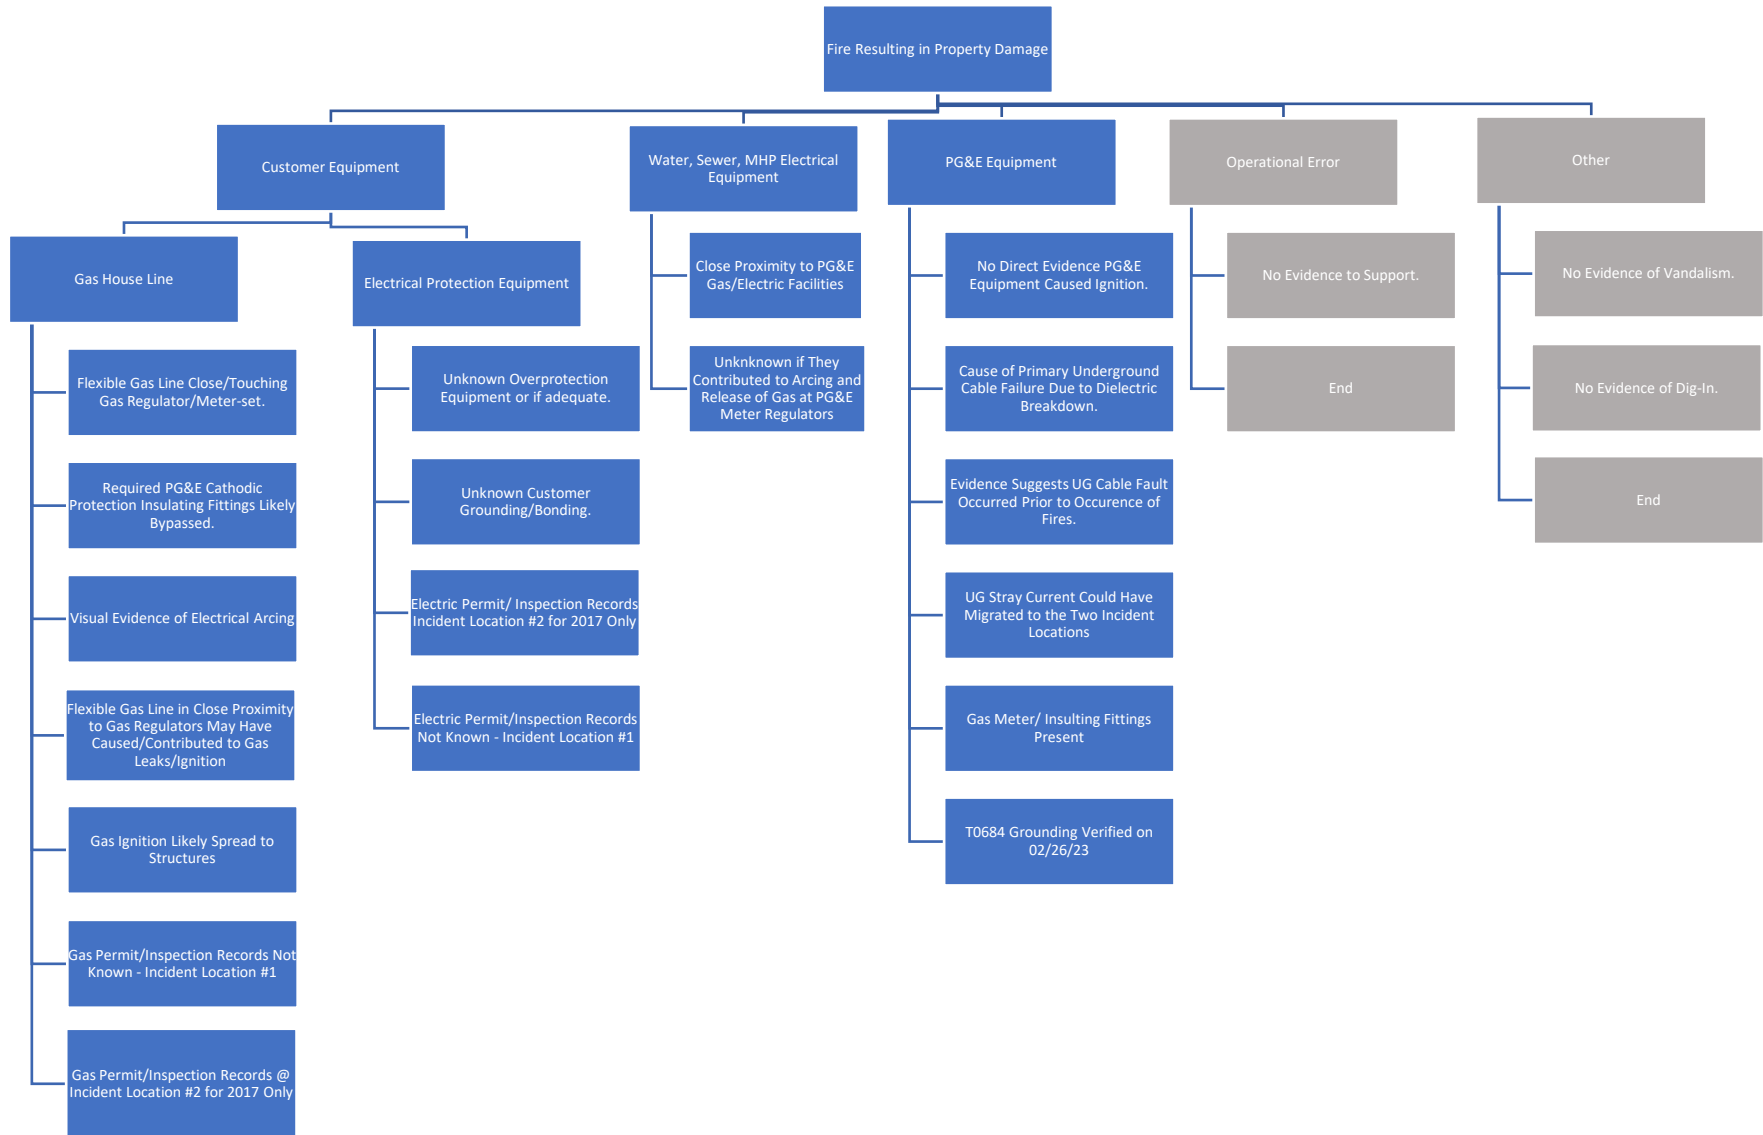 Fire Resulting in Property Damage
Customer Equipment
Gas House Line
Flexible Gas Line Close/Touching
Gas Regulator/Meter-set.
Required PG&E Cathodic
Protection Insulating Fittings Likely
Bypassed.
Visual Evidence of Electrical Arcing
Flexible Gas Line in Close Proximity
to Gas Regulators May Have
Caused/Contributed to Gas
Leaks/Ignition
Gas Ignition Likely Spread to
Structures
Gas Permit/Inspection Records Not
Known - Incident Location #1
Gas Permit/Inspection Records @
Incident Location #2 for 2017 Only
Electrical Protection Equipment
Unknown Overprotection
Equipment or if adequate.
Unknown Customer
Grounding/Bonding.
Electric Permit/ Inspection Records
Incident Location #2 for 2017 Only
Electric Permit/Inspection Records
Not Known - Incident Location #1
Water, Sewer, MHP Electrical
Equipment
Close Proximity to PG&E
Gas/Electric Facilities
Unknknown if They
Contributed to Arcing and
Release of Gas at PG&E
Meter Regulators
PG&E Equipment
No Direct Evidence PG&E
Equipment Caused Ignition.
Cause of Primary Underground
Cable Failure Due to Dielectric
Breakdown.
Evidence Suggests UG Cable Fault
Occurred Prior to Occurence of
Fires.
UG Stray Current Could Have
Migrated to the Two Incident
Locations
Gas Meter/ Insulting Fittings
Present
T0684 Grounding Verified on
02/26/23
Operational Error
No Evidence to Support.
End
Other
No Evidence of Vandalism.
No Evidence of Dig-In.
End